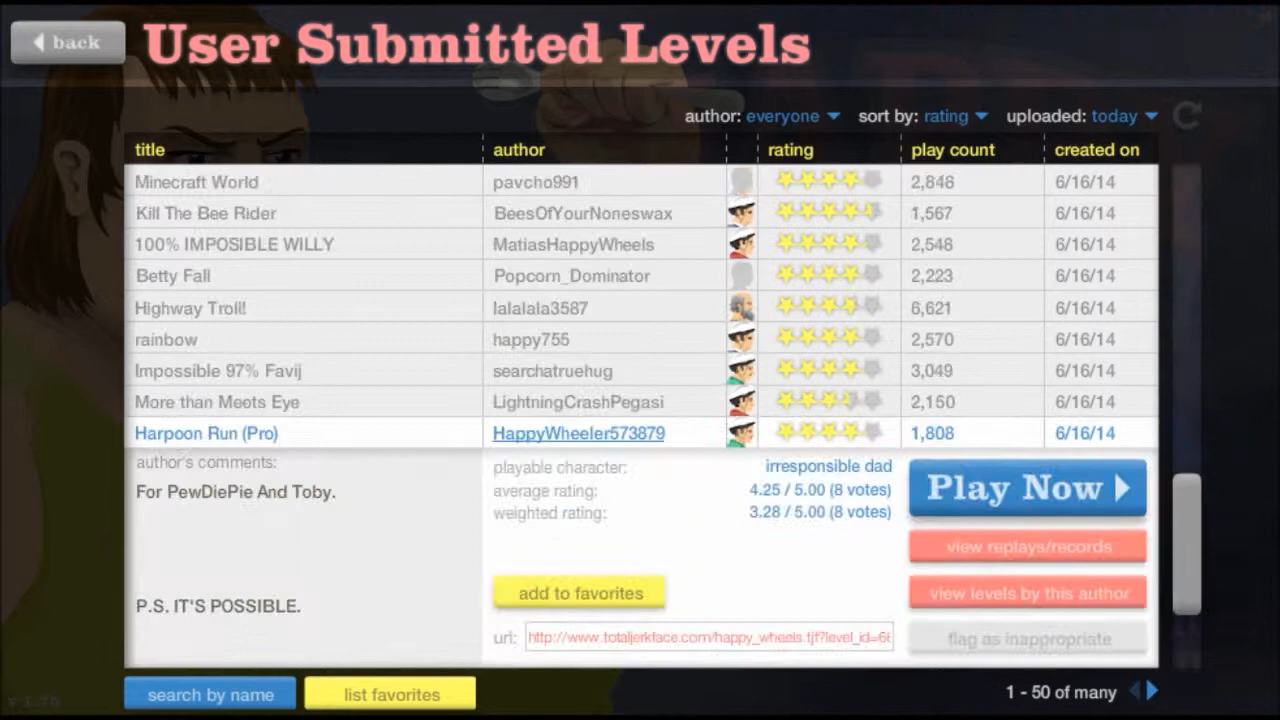 back
User Submitted Levels
author: everyone sort by: rating uploaded: today
title author rating play count created on
Minecraft World pavcho991 2,848 6/16/14
Kill The Bee Rider BeesOfYourNoneswax 1,567 6/16/14
100% IMPOSIBLE WILLY MatiasHappyWheels 2,548 6/16/14
Betty Fall Popcorn_Dominator 2,223 6/16/14
Highway Troll! lalalala3587 6,621 6/16/14
rainbow happy755 2,570 6/16/14
Impossible 97% Favij searchatruehug 3,049 6/16/14
More than Meets Eye LightningCrashPegasi 2,150 6/16/14
Harpoon Run (Pro) HappyWheeler573879 1,808 6/16/14
author's comments:
For PewDiePie And Toby.
P.S. IT'S POSSIBLE.
playable character: irresponsible dad
average rating: 4.25 / 5.00 (8 votes)
weighted rating: 3.28 / 5.00 (8 votes)
add to favorites
url: http://www.totaljerkface.com/happy_wheels.tjf?level_id=6
Play Now
view replays/records
view levels by this author
flag as inappropriate
search by name list favorites 1 - 50 of many